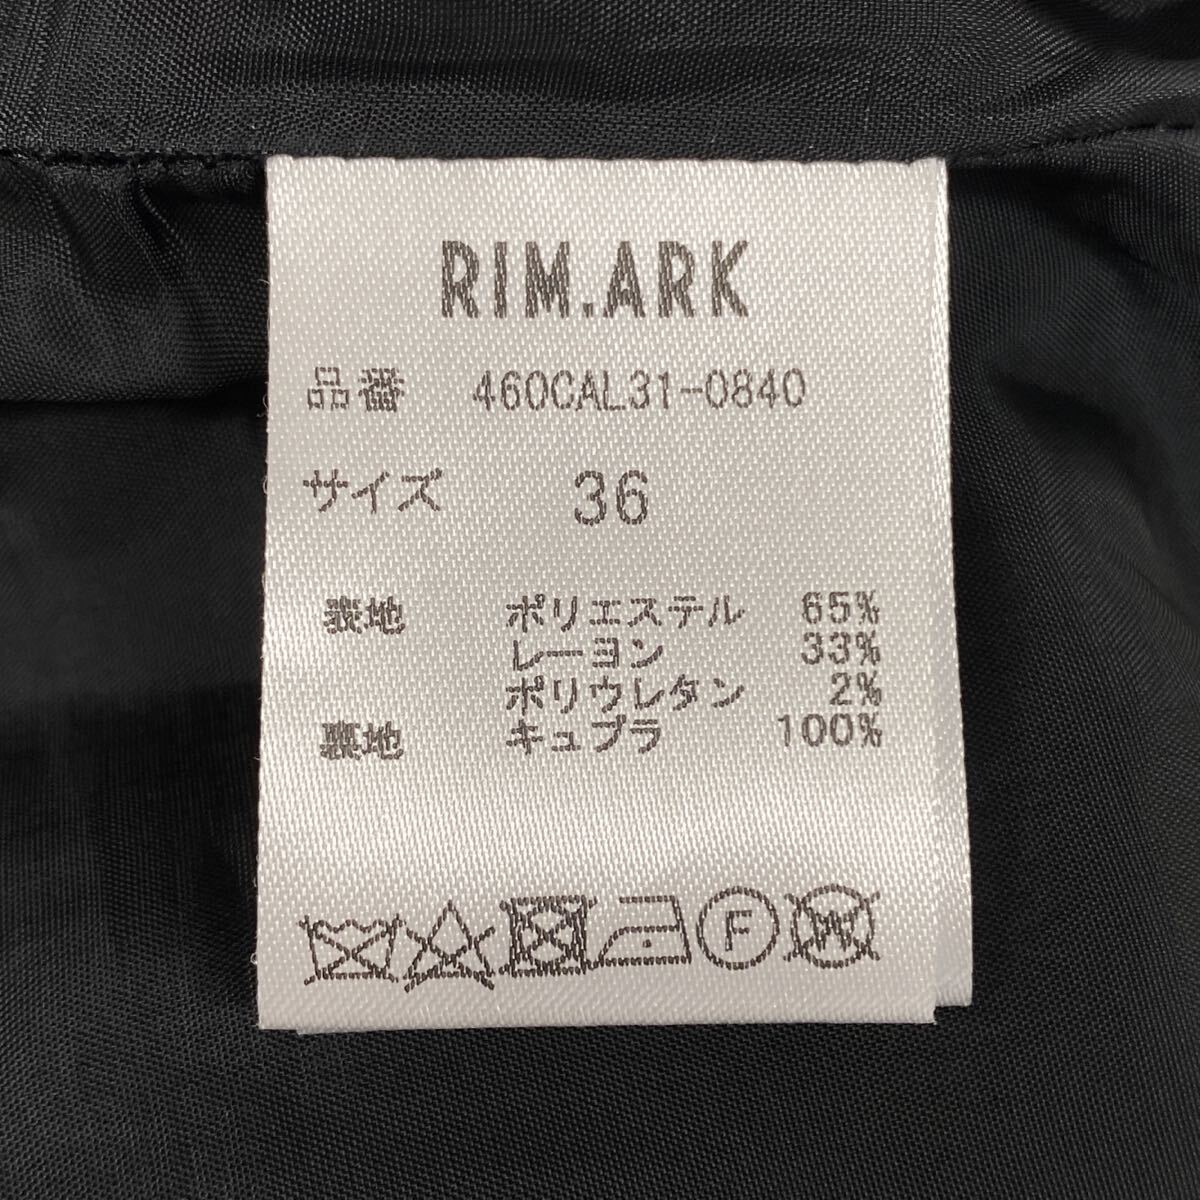 RIM.ARK
品番 460CAL31-0840
サイズ 36
表地 ポリエステル 65%
レーヨン 33%
ポリウレタン 2%
裏地 キュプラ 100%
F W